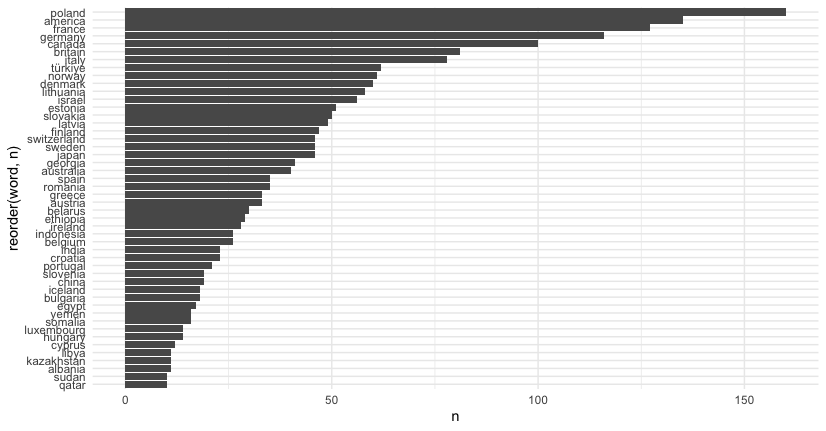 poland
america
france
germany
canada
britain
italy
türkiye
norway
denmark
lithuania
israel
estonia
slovakia
latvia
finland
switzerland
sweden
japan
georgia
australia
spain
romania
greece
austria
belarus
ethiopia
ireland
indonesia
belgium
india
croatia
portugal
slovenia
china
iceland
bulgaria
egypt
yemen
somalia
luxembourg
hungary
cyprus
libya
kazakhstan
albania
sudan
qatar
reorder(word, n)
0 50 100 150
n